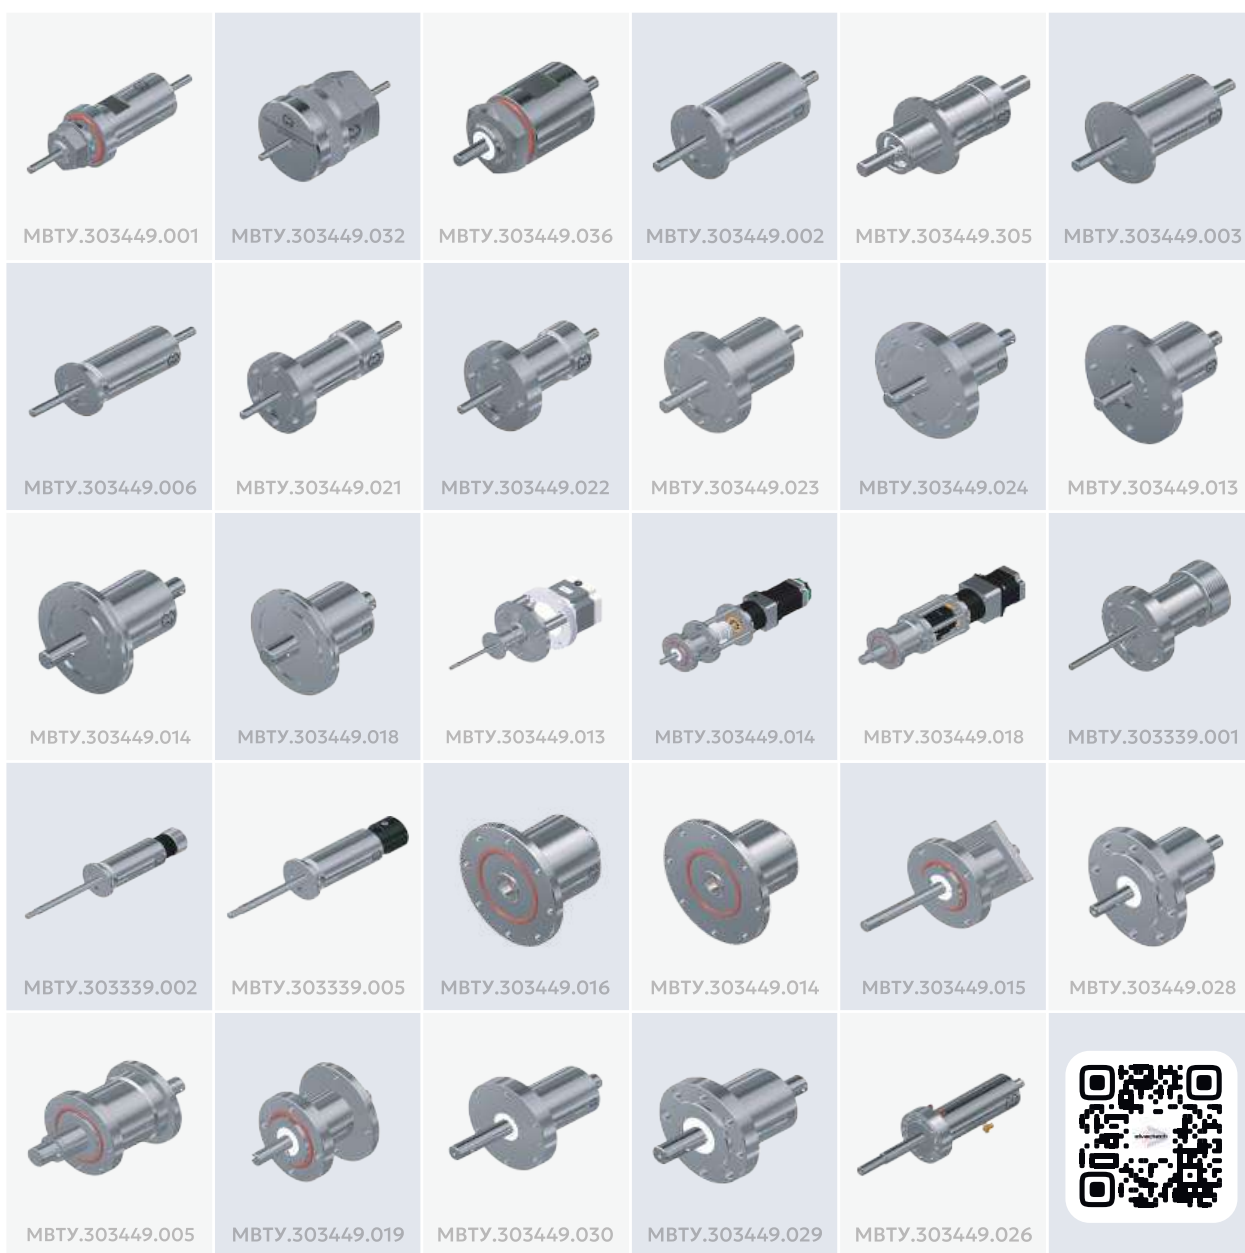 МВТУ.303449.001
МВТУ.303449.032
МВТУ.303449.036
МВТУ.303449.002
МВТУ.303449.305
МВТУ.303449.003
МВТУ.303449.006
МВТУ.303449.021
МВТУ.303449.022
МВТУ.303449.023
МВТУ.303449.024
МВТУ.303449.013
МВТУ.303449.014
МВТУ.303449.018
МВТУ.303449.013
МВТУ.303449.014
МВТУ.303449.018
МВТУ.303339.001
МВТУ.303339.002
МВТУ.303339.005
МВТУ.303449.016
МВТУ.303449.014
МВТУ.303449.015
МВТУ.303449.028
МВТУ.303449.005
МВТУ.303449.019
МВТУ.303449.030
МВТУ.303449.029
МВТУ.303449.026